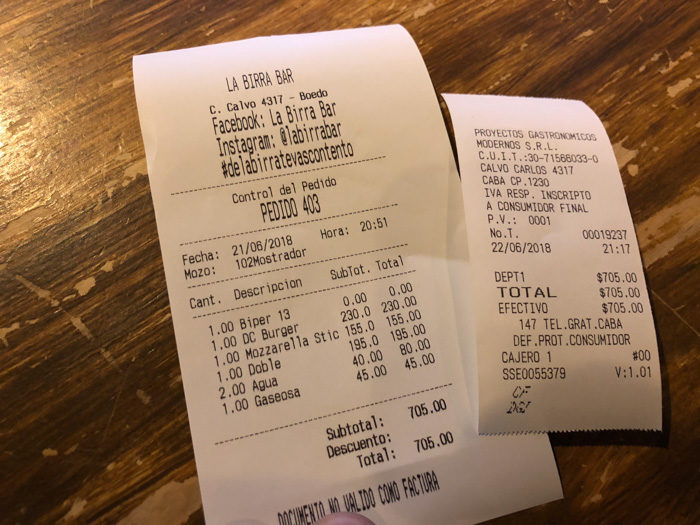 LA BIRRA BAR
C. Calvo 4317 - Boedo
Facebook: La Birra Bar
Instagram: @labirrabar
#delabirratevascontento
Control del Pedido
PEDIDO 403
Fecha: 21/06/2018 Hora: 20:51
Mozo: 102Mostrador
Cant. Descripcion SubTot. Total
1.00 Biper 13 0.00 0.00
1.00 DC Burger 230.0 230.00
1.00 Mozzarella Stic 155.0 155.00
1.00 Doble 195.0 195.00
2.00 Agua 40.00 80.00
1.00 Gaseosa 45.00 45.00
Subtotal: 705.00
Descuento:
Total: 705.00
DOCUMENTO NO VALIDO COMO FACTURA
PROYECTOS GASTRONOMICOS
MODERNOS S.R.L.
C.U.I.T.:30-71566033-0
CALVO CARLOS 4317
CABA CP.1230
IVA RESP. INSCRIPTO
A CONSUMIDOR FINAL
P.V.: 0001
No.T. 00019237
22/06/2018 21:17
DEPT1 $705.00
TOTAL $705.00
EFECTIVO $705.00
147 TEL.GRAT.CABA
DEF.PROT.CONSUMIDOR
CAJERO 1 #00
SSE0055379 V:1.01
CF
DGI